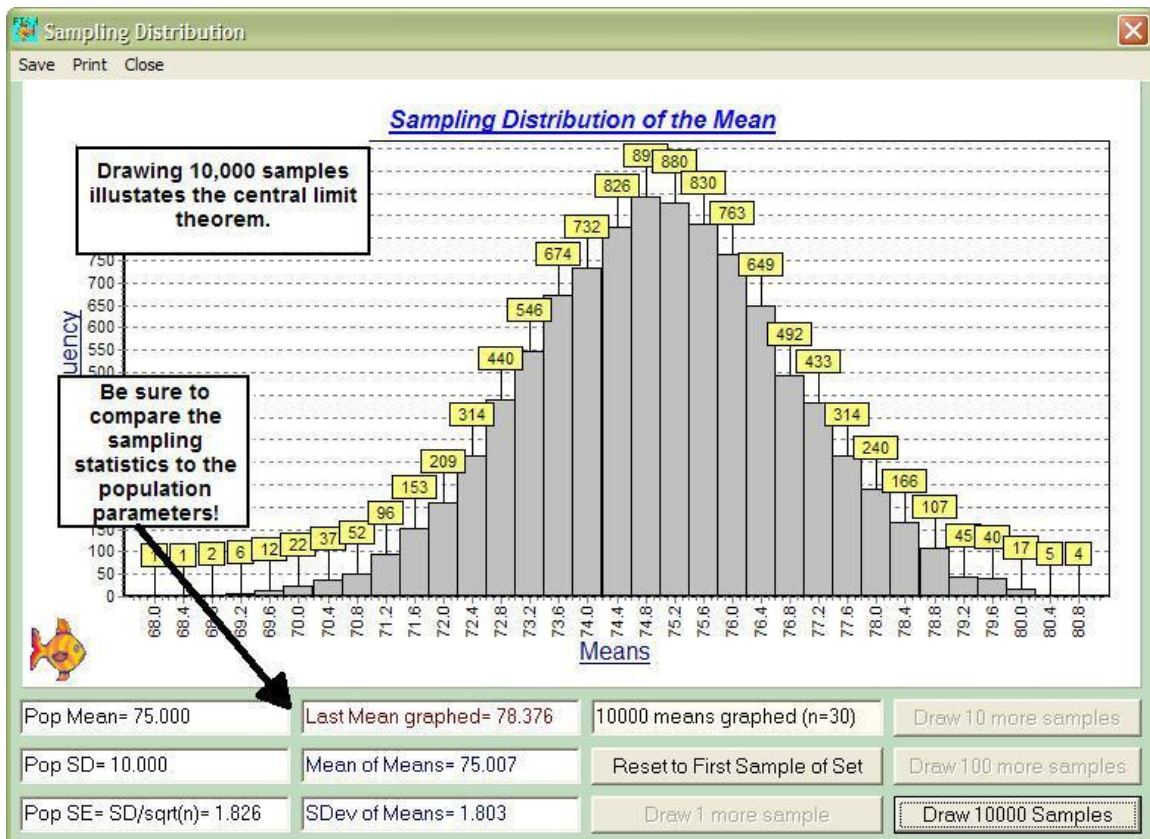 Sampling Distribution
Save Print Close
Sampling Distribution of the Mean
Drawing 10,000 samples
illustates the central limit
theorem.
Be sure to
compare the
sampling
statistics to the
population
parameters!
750
700
650
600
550
500
150
100
50
0
1 1 2 6 12 22 37 52 96 153 209 314 440 546 674 732 826 880 830 763 649 492 433 314 240 166 107 45 40 17 5 4
68.0 68.4 69.2 69.6 70.0 70.4 70.8 71.2 71.6 72.0 72.4 72.8 73.2 73.6 74.0 74.4 74.8 75.2 75.6 76.0 76.4 76.8 77.2 77.6 78.0 78.4 78.8 79.2 79.6 80.0 80.4 80.8
Means
Pop Mean= 75.000
Last Mean graphed= 78.376
10000 means graphed (n=30)
Draw 10 more samples
Pop SD= 10.000
Mean of Means= 75.007
Reset to First Sample of Set
Draw 100 more samples
Pop SE= SD/sqrt(n)= 1.826
SDev of Means= 1.803
Draw 1 more sample
Draw 10000 Samples